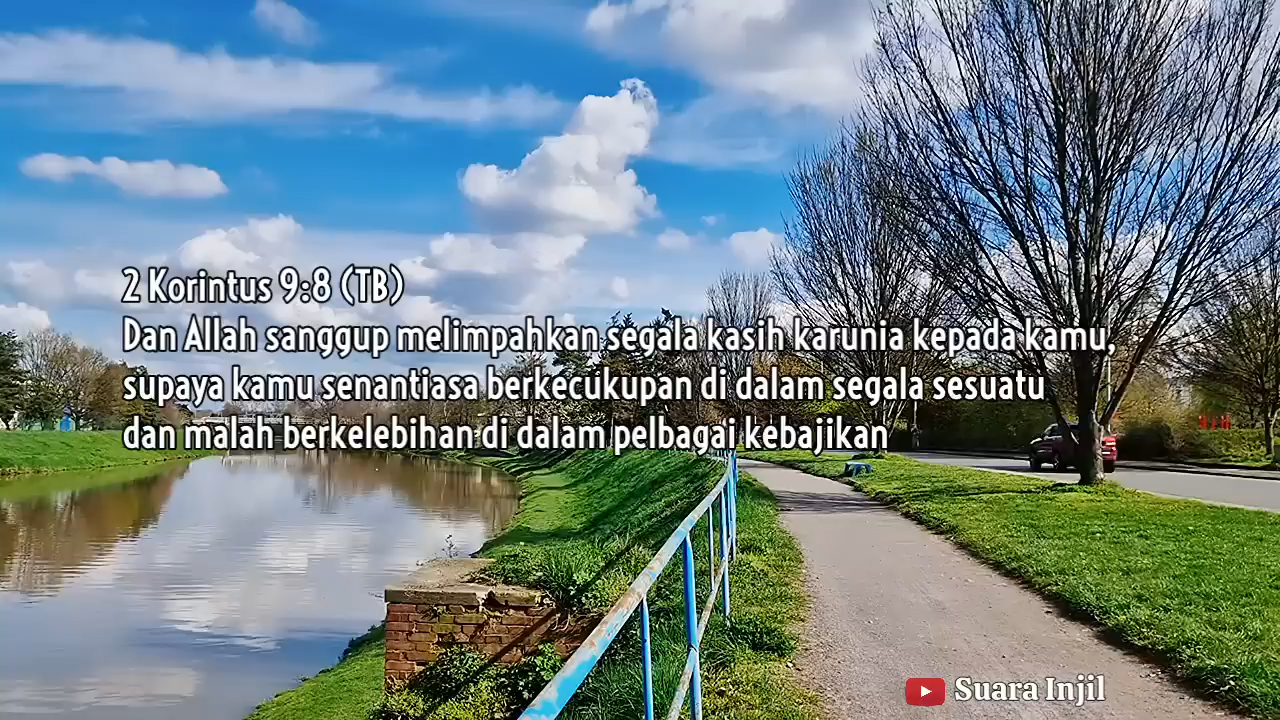 2 Korintus 9:8 (TB)
Dan Allah sanggup melimpahkan segala kasih karunia kepada kamu,
supaya kamu senantiasa berkecukupan di dalam segala sesuatu
dan malah berkelebihan di dalam pelbagai kebajikan
Suara Injil